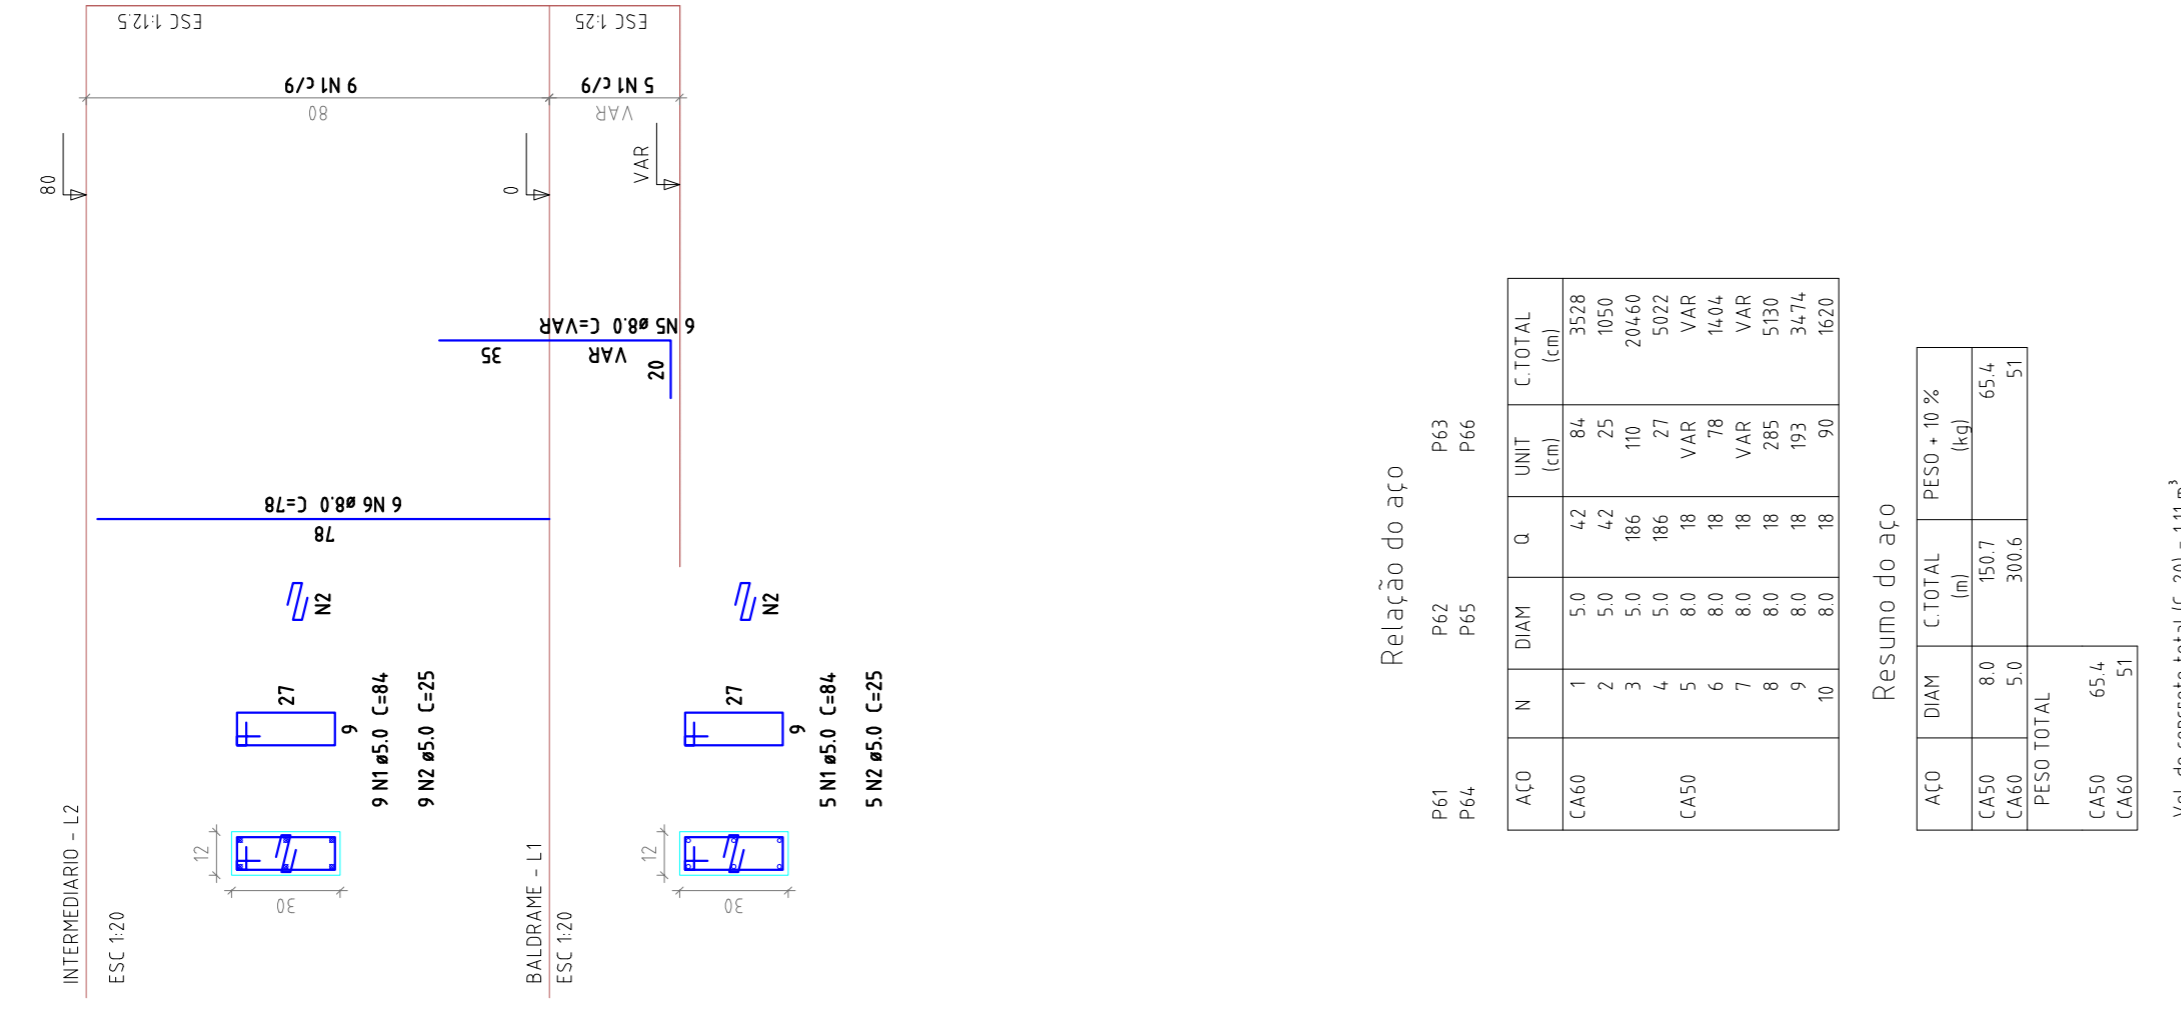 INTERMEDIARIO - L2
ESC 1:20
ESC 1:12.5
9 N1 c/9
80
80
6 N6 ø8.0 C=78
78
N2
27
9
9 N1 ø5.0 C=84
9 N2 ø5.0 C=25
12
30
BALDRAME - L1
ESC 1:20
ESC 1:25
5 N1 c/9
VAR
0
VAR
6 N5 ø8.0 C=VAR
35
VAR
20
N2
27
9
5 N1 ø5.0 C=84
5 N2 ø5.0 C=25
12
30
Relação do aço
P61 P62 P63
P64 P65 P66
AÇO N DIAM Q UNIT (cm) C.TOTAL (cm)
CA60 1 5.0 42 84 3528
2 5.0 42 25 1050
3 5.0 186 110 20460
4 5.0 186 27 5022
CA50 5 8.0 18 VAR VAR
6 8.0 18 78 1404
7 8.0 18 VAR VAR
8 8.0 18 285 5130
9 8.0 18 193 3474
10 8.0 18 90 1620
Resumo do aço
AÇO DIAM C.TOTAL (m) PESO + 10 % (kg)
CA50 8.0 150.7 65.4
CA60 5.0 300.6 51
PESO TOTAL
CA50 65.4
CA60 51
Vol. de concreto total = 1.11 m³